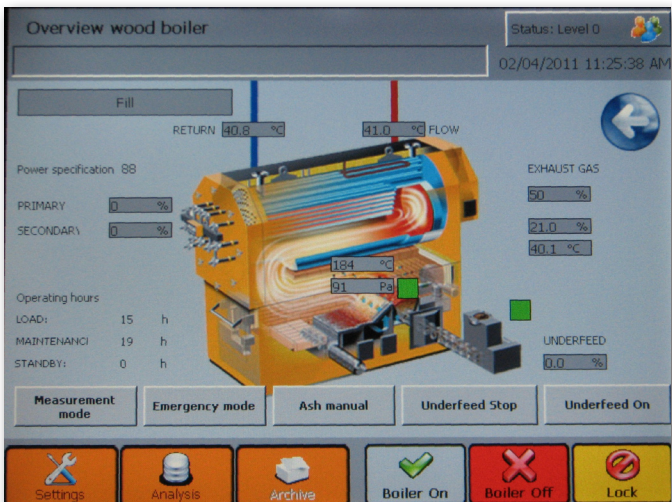 Overview wood boiler
Status: Level 0
02/04/2011 11:25:38 AM
Fill
RETURN 40.8 °C
41.0 °C FLOW
Power specification 88
EXHAUST GAS
50 %
PRIMARY 0 %
SECONDARY 0 %
21.0 %
40.1 °C
184 °C
91 Pa
Operating hours
LOAD: 15 h
MAINTENANCI 19 h
STANDBY: 0 h
UNDERFEED
0.0 %
Measurement mode
Emergency mode
Ash manual
Underfeed Stop
Underfeed On
Settings
Analysis
Archive
Boiler On
Boiler Off
Lock